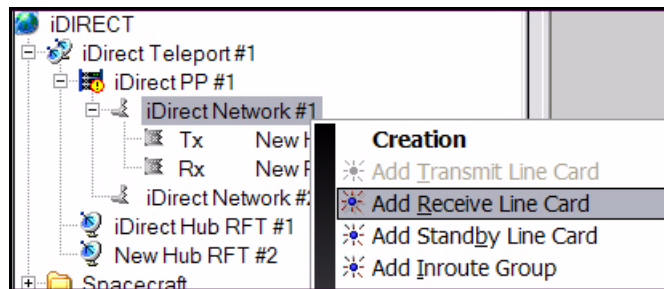 iDIRECT
iDirect Teleport #1
iDirect PP #1
iDirect Network #1
Tx New
Rx New
iDirect Network #2
iDirect Hub RFT #1
New Hub RFT #2
Spacecraft
Creation
Add Transmit Line Card
Add Receive Line Card
Add Standby Line Card
Add Inroute Group